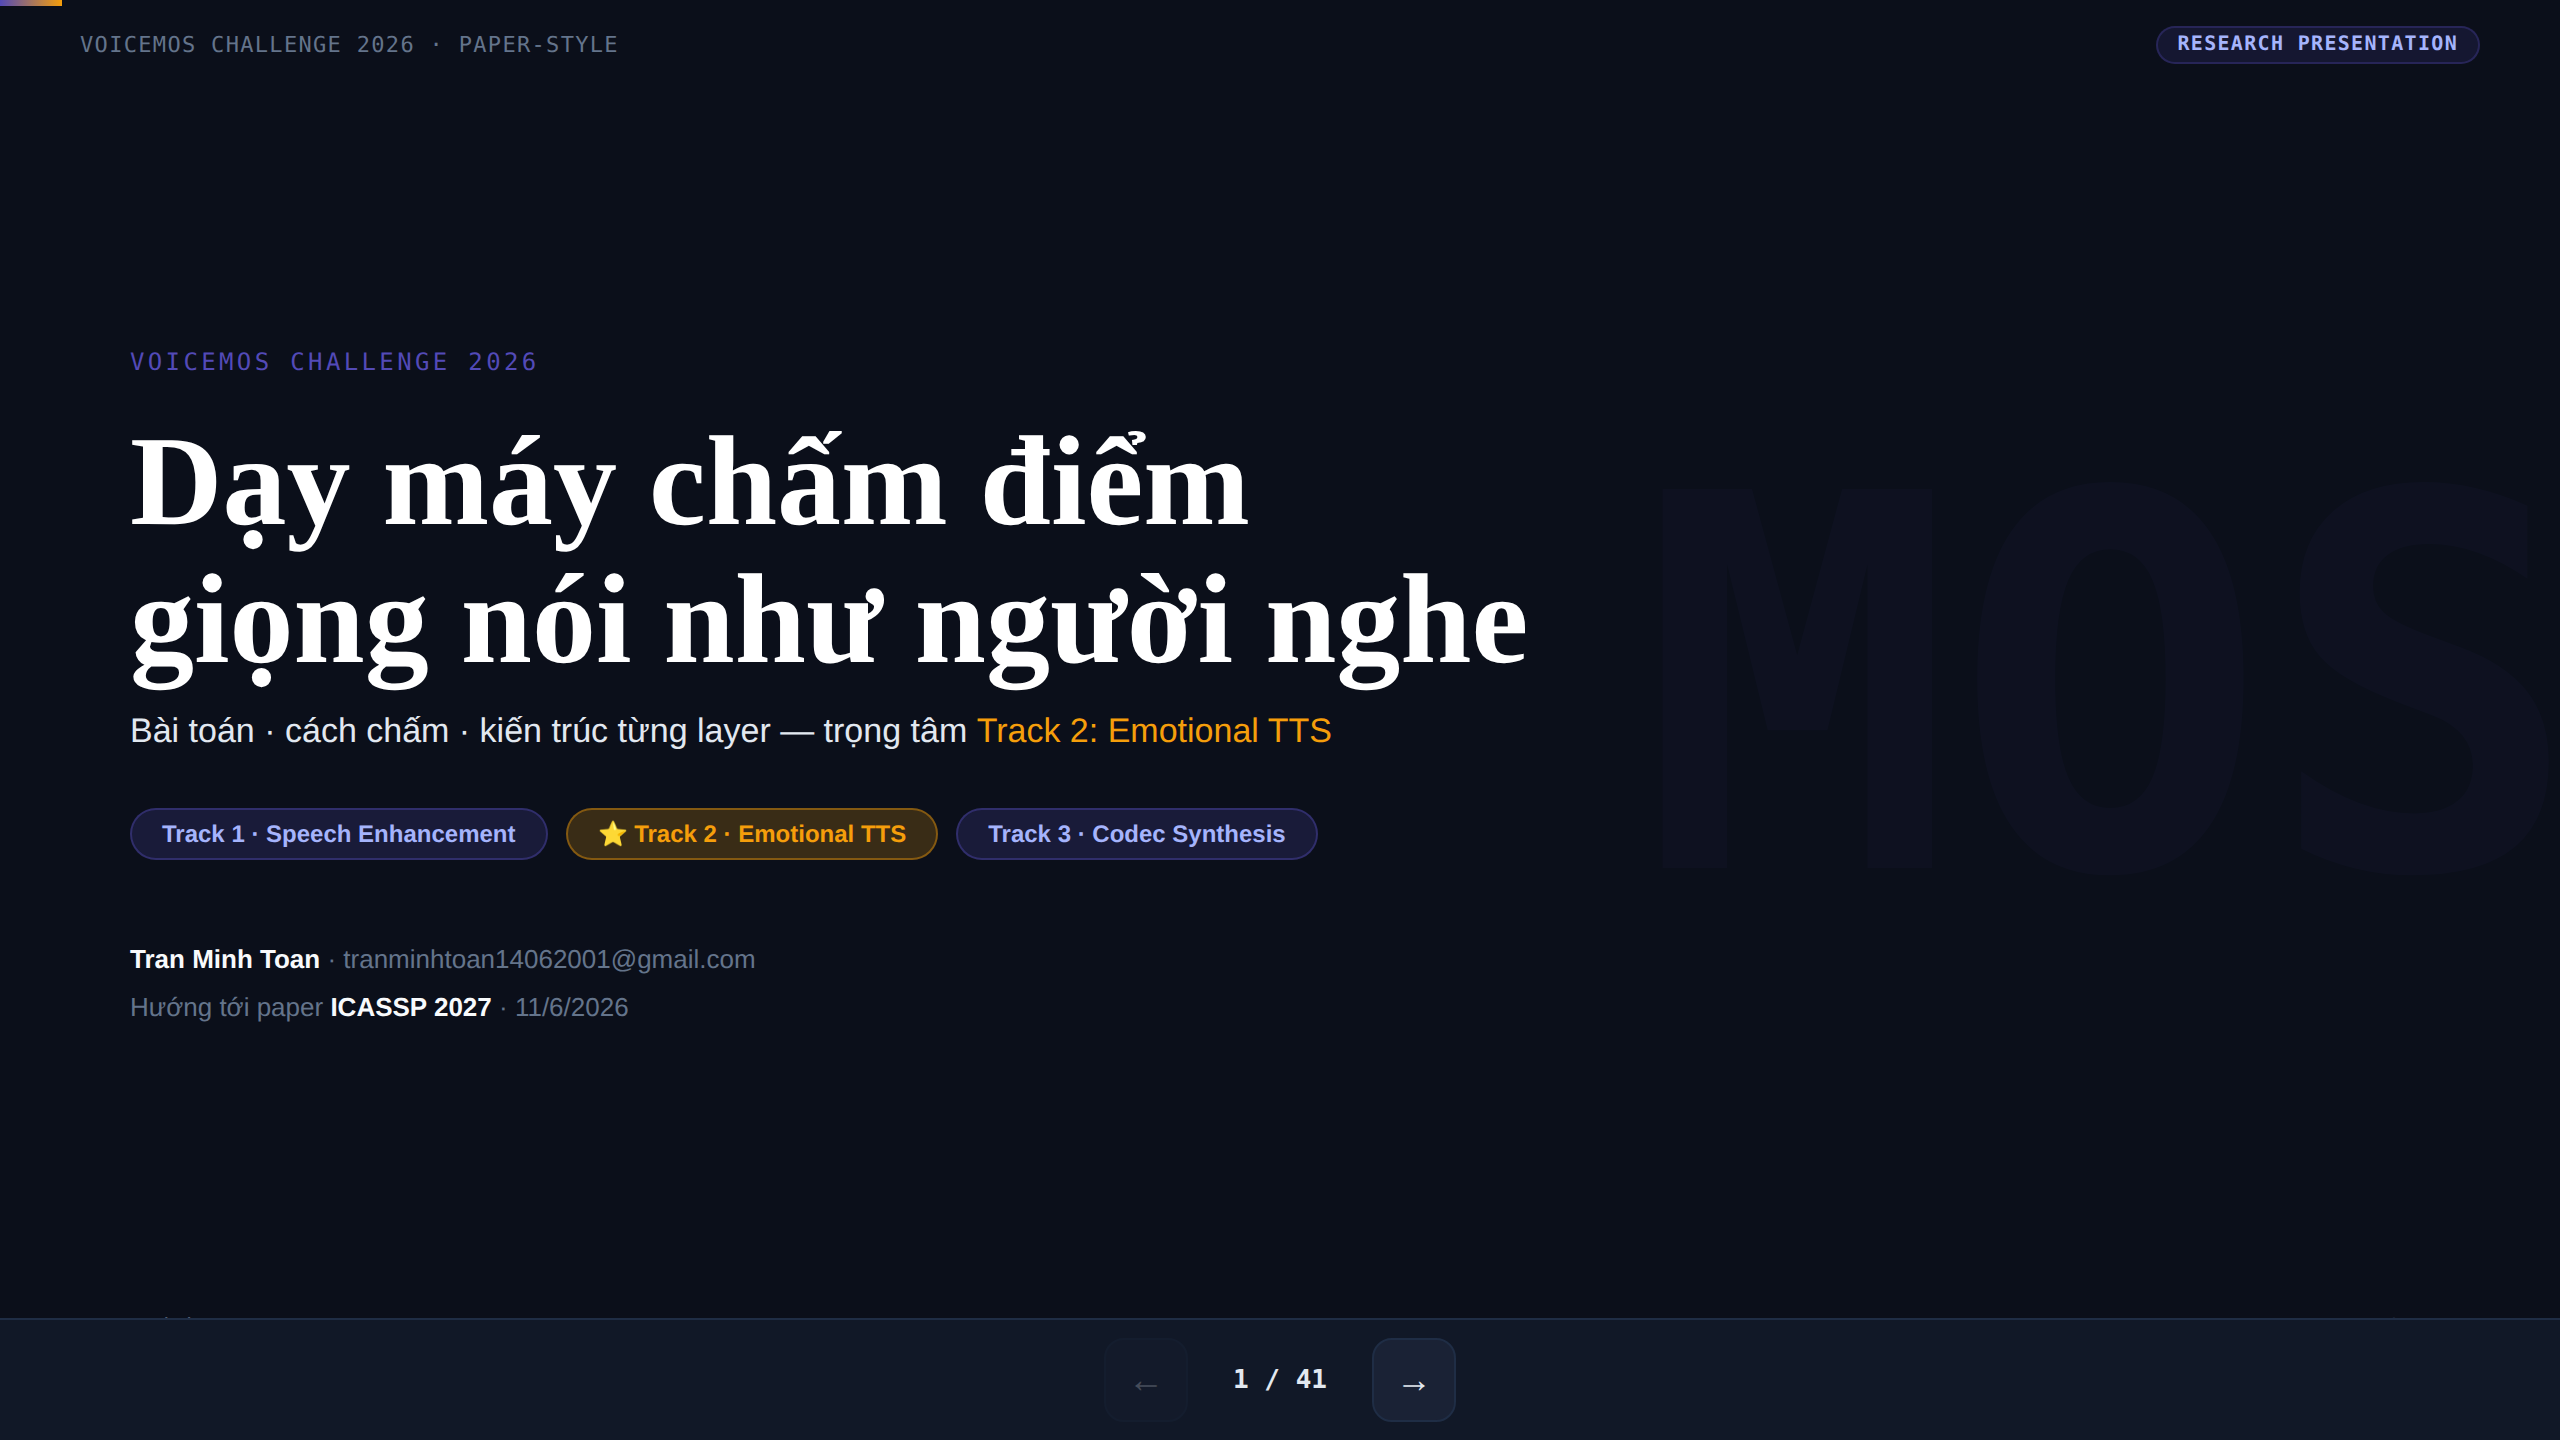 VOICEMOS CHALLENGE 2026 · PAPER-STYLE
RESEARCH PRESENTATION
VOICEMOS CHALLENGE 2026
Dạy máy chấm điểm
giọng nói như người nghe
MOS
Bài toán · cách chấm · kiến trúc từng layer — trọng tâm Track 2: Emotional TTS
Track 1 · Speech Enhancement
⭐ Track 2 · Emotional TTS
Track 3 · Codec Synthesis
Tran Minh Toan · tranminhtoan14062001@gmail.com
Hướng tới paper ICASSP 2027 · 11/6/2026
← 1 / 41 →